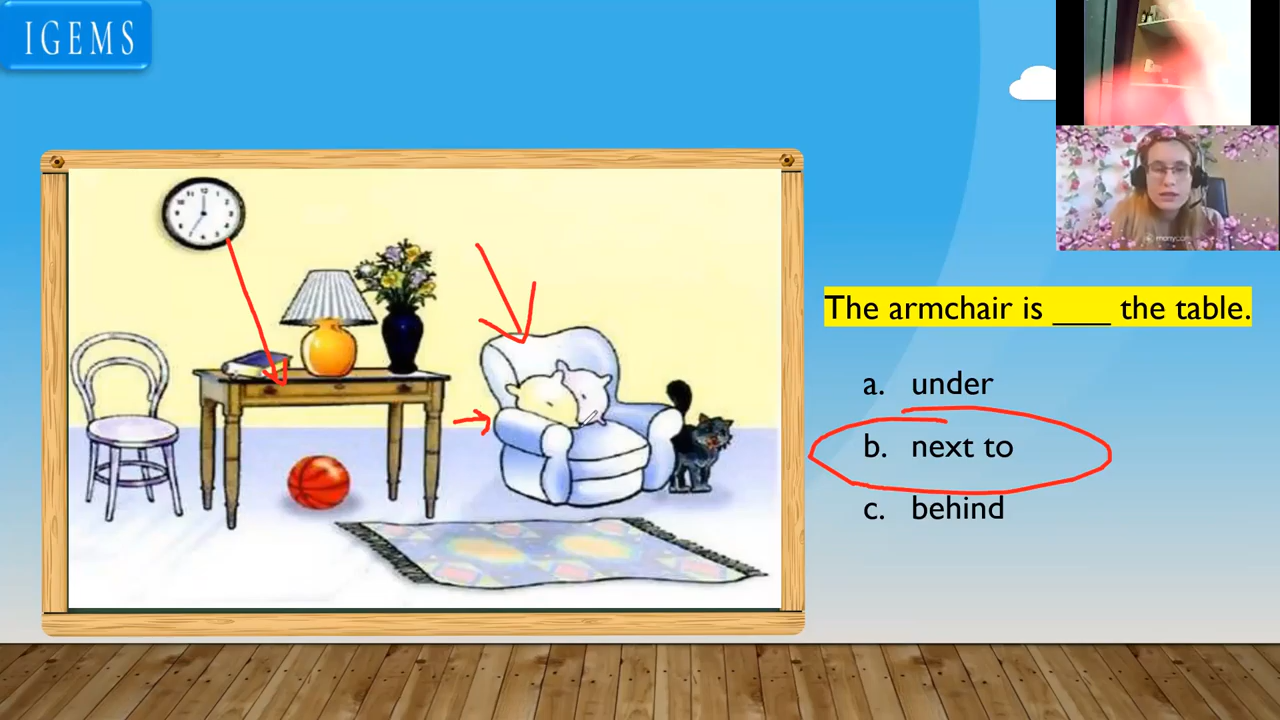 IGEMS
The armchair is ____ the table.
a. under
b. next to
c. behind